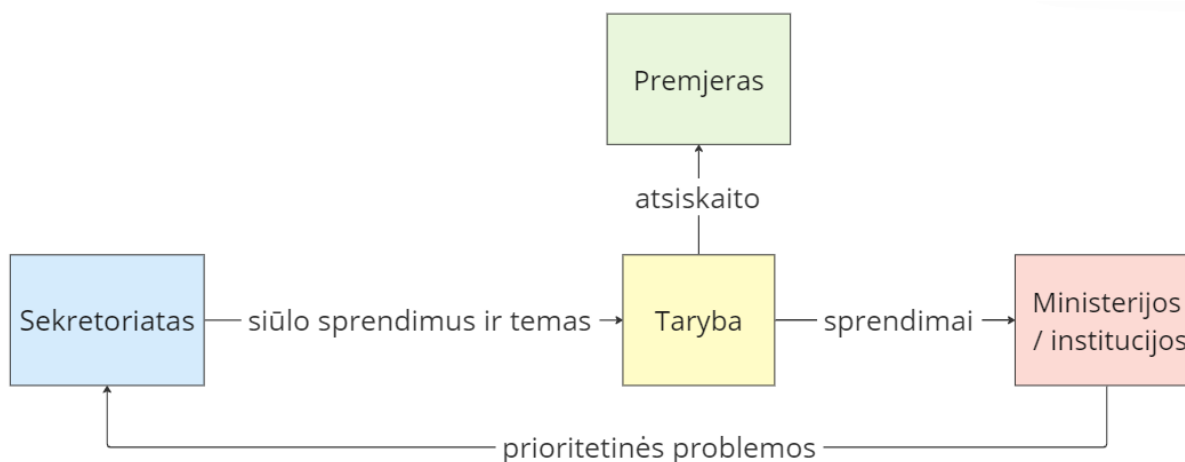 Premjeras
atsiskaito
Sekretoriatas
siūlo sprendimus ir temas
Taryba
sprendimai
Ministerijos
/ institucijos
prioritetinės problemos